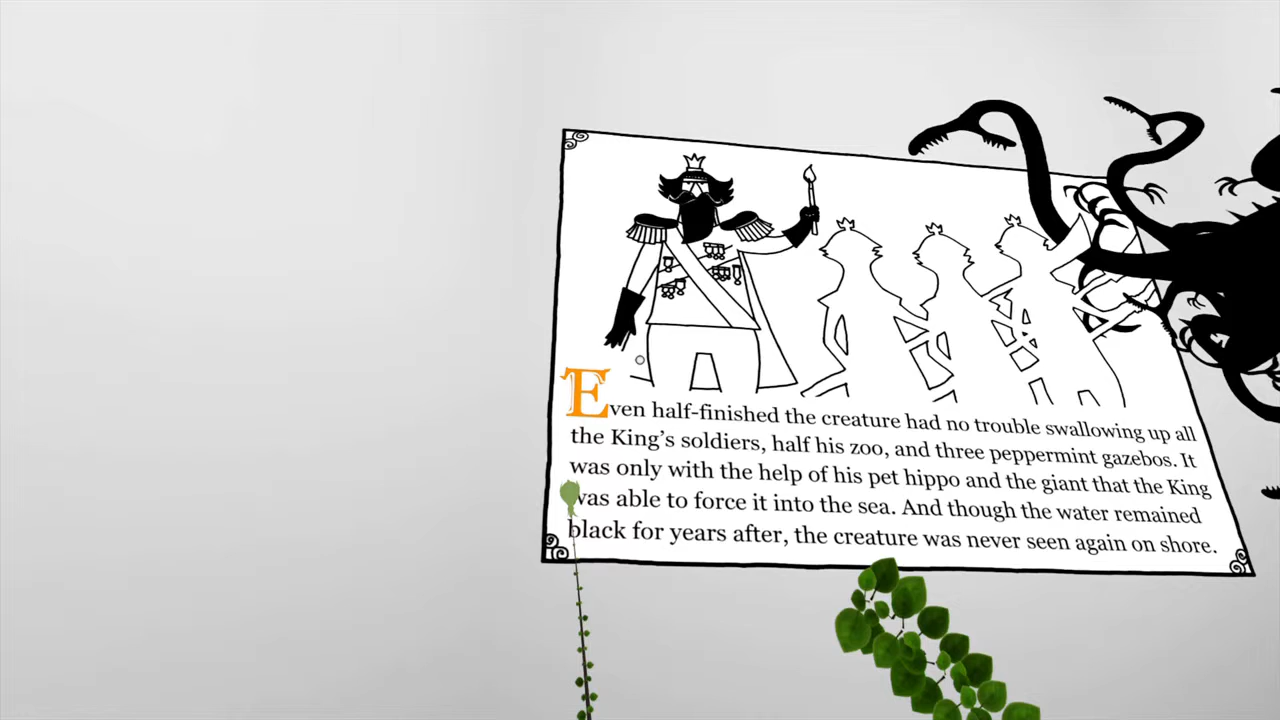 Even half-finished the creature had no trouble swallowing up all
the King's soldiers, half his zoo, and three peppermint gazebos. It
was only with the help of his pet hippo and the giant that the King
was able to force it into the sea. And though the water remained
black for years after, the creature was never seen again on shore.